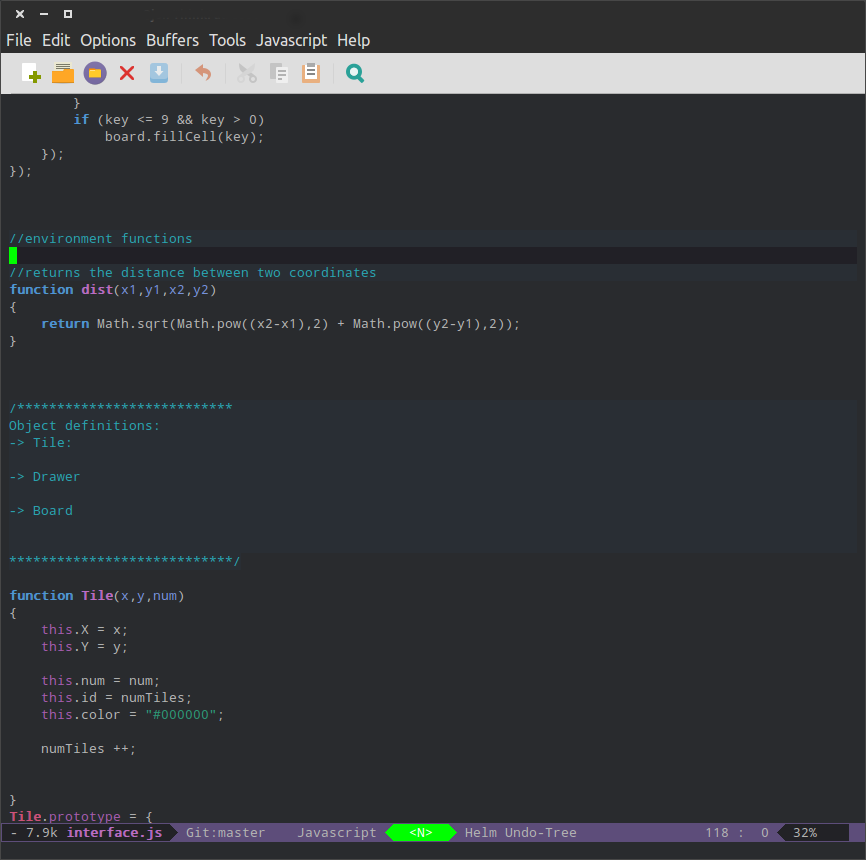 File Edit Options Buffers Tools Javascript Help
}
if (key <= 9 && key > 0)
board.fillCell(key);
});
});
//environment functions
//returns the distance between two coordinates
function dist(x1,y1,x2,y2)
{
return Math.sqrt(Math.pow((x2-x1),2) + Math.pow((y2-y1),2));
}
/***************************
Object definitions:
-> Tile:
-> Drawer
-> Board
****************************/
function Tile(x,y,num)
{
this.X = x;
this.Y = y;
this.num = num;
this.id = numTiles;
this.color = "#000000";
numTiles ++;
}
Tile.prototype = {
- 7.9k interface.js Git:master Javascript <N> Helm Undo-Tree 118 : 0 32%